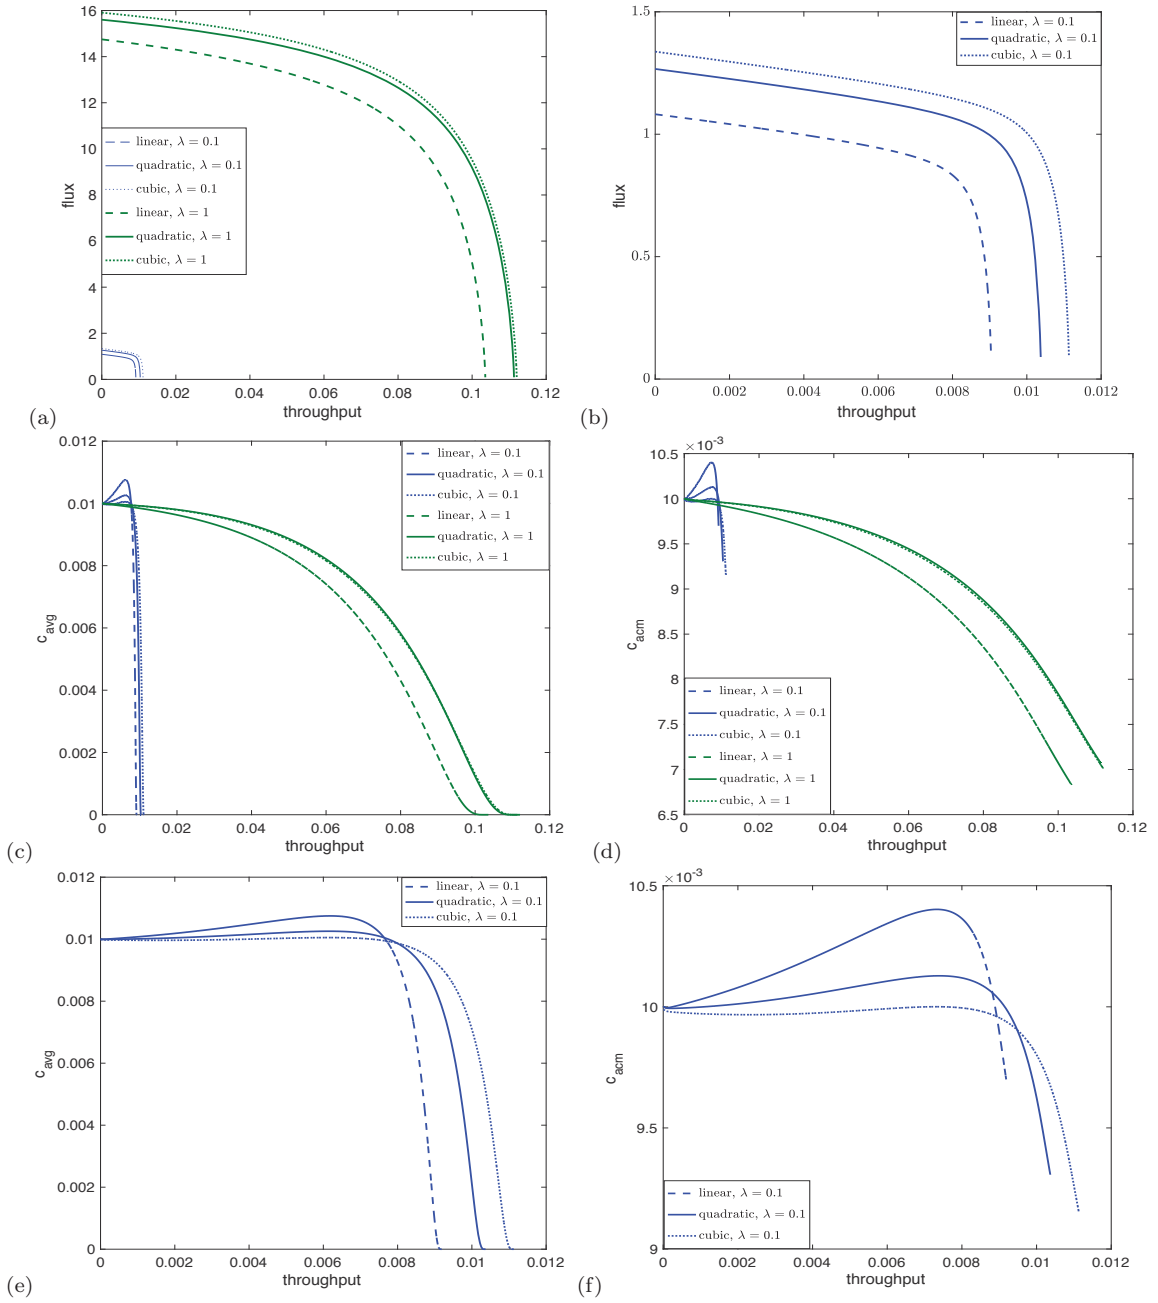 16
14
12
10
8
6
4
2
0
flux
linear, λ = 0.1
quadratic, λ = 0.1
cubic, λ = 0.1
linear, λ = 1
quadratic, λ = 1
cubic, λ = 1
0 0.02 0.04 0.06 0.08 0.1 0.12
throughput
(a)
1.5
1
0.5
0
flux
linear, λ = 0.1
quadratic, λ = 0.1
cubic, λ = 0.1
0 0.002 0.004 0.006 0.008 0.01 0.012
throughput
(b)
0.012
0.01
0.008
0.006
0.004
0.002
0
c_avg
linear, λ = 0.1
quadratic, λ = 0.1
cubic, λ = 0.1
linear, λ = 1
quadratic, λ = 1
cubic, λ = 1
0 0.02 0.04 0.06 0.08 0.1 0.12
throughput
(c)
×10⁻³
10.5
10
9.5
9
8.5
8
7.5
7
6.5
c_acm
linear, λ = 0.1
quadratic, λ = 0.1
cubic, λ = 0.1
linear, λ = 1
quadratic, λ = 1
cubic, λ = 1
0 0.02 0.04 0.06 0.08 0.1 0.12
throughput
(d)
0.012
0.01
0.008
0.006
0.004
0.002
0
c_avg
linear, λ = 0.1
quadratic, λ = 0.1
cubic, λ = 0.1
0 0.002 0.004 0.006 0.008 0.01 0.012
throughput
(e)
×10⁻³
10.5
10
9.5
9
c_acm
linear, λ = 0.1
quadratic, λ = 0.1
cubic, λ = 0.1
0 0.002 0.004 0.006 0.008 0.01 0.012
throughput
(f)